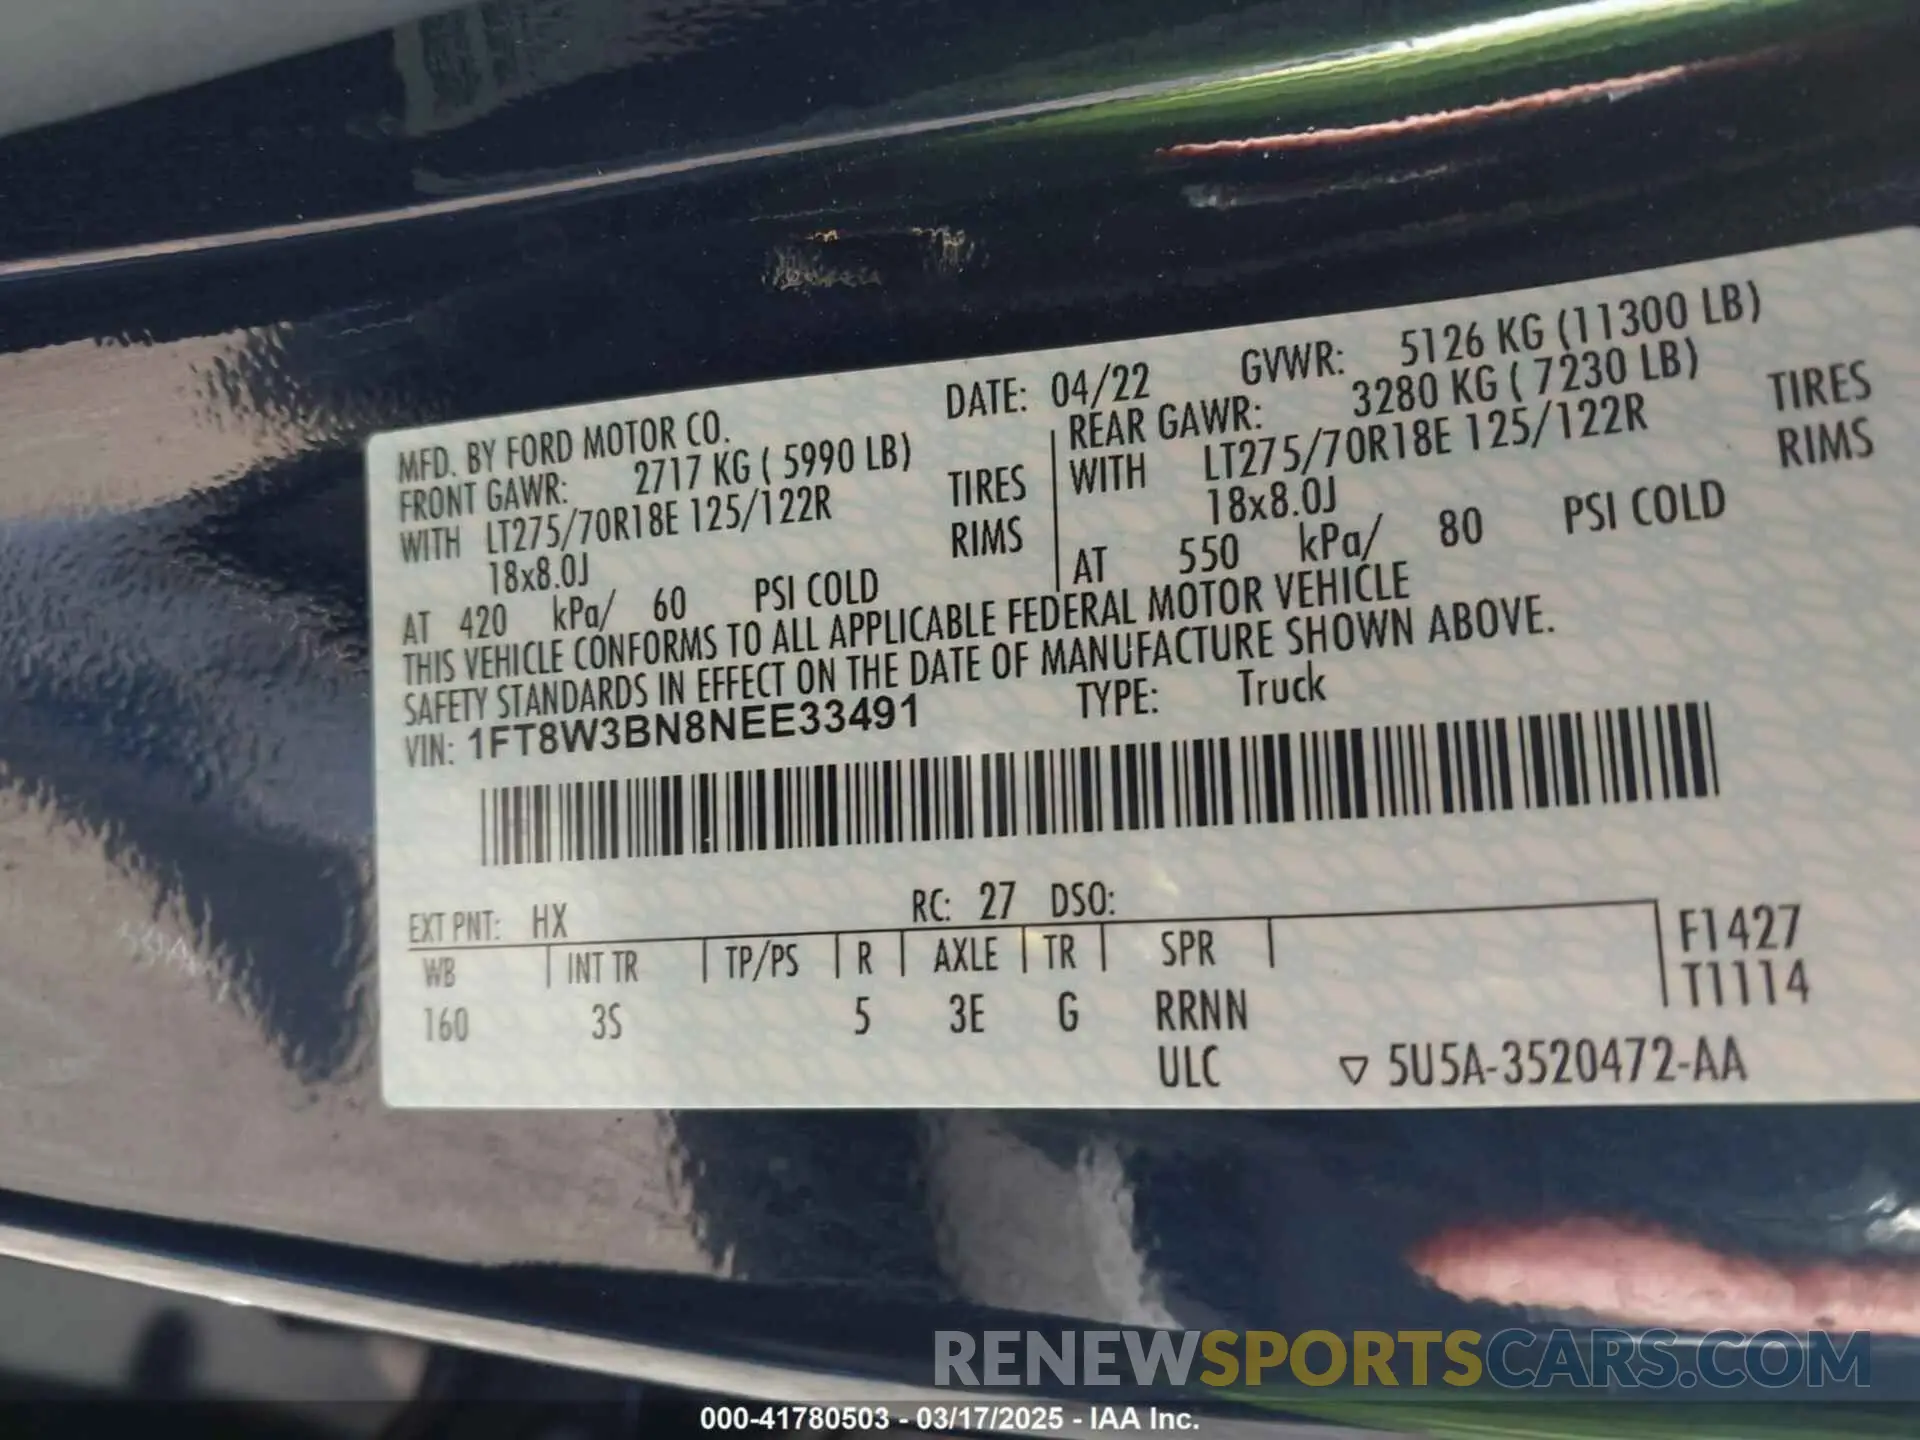 MFD. BY FORD MOTOR CO. DATE: 04/22 GVWR: 5126 KG (11300 LB)
FRONT GAWR: 2717 KG ( 5990 LB)
WITH LT275/70R18E 125/122R TIRES
18x8.0J RIMS
AT 420 kPa/ 60 PSI COLD
REAR GAWR: 3280 KG ( 7230 LB)
WITH LT275/70R18E 125/122R TIRES
18x8.0J RIMS
AT 550 kPa/ 80 PSI COLD
THIS VEHICLE CONFORMS TO ALL APPLICABLE FEDERAL MOTOR VEHICLE
SAFETY STANDARDS IN EFFECT ON THE DATE OF MANUFACTURE SHOWN ABOVE.
VIN: 1FT8W3BN8NEE33491 TYPE: Truck
EXT PNT: HX RC: 27 DSO:
WB INT TR TP/PS R AXLE TR SPR F1427
160 3S 5 3E G RRNN T1114
ULC ▽ 5U5A-3520472-AA
RENEWSPORTSCARS.COM
000-41780503 - 03/17/2025 - IAA Inc.